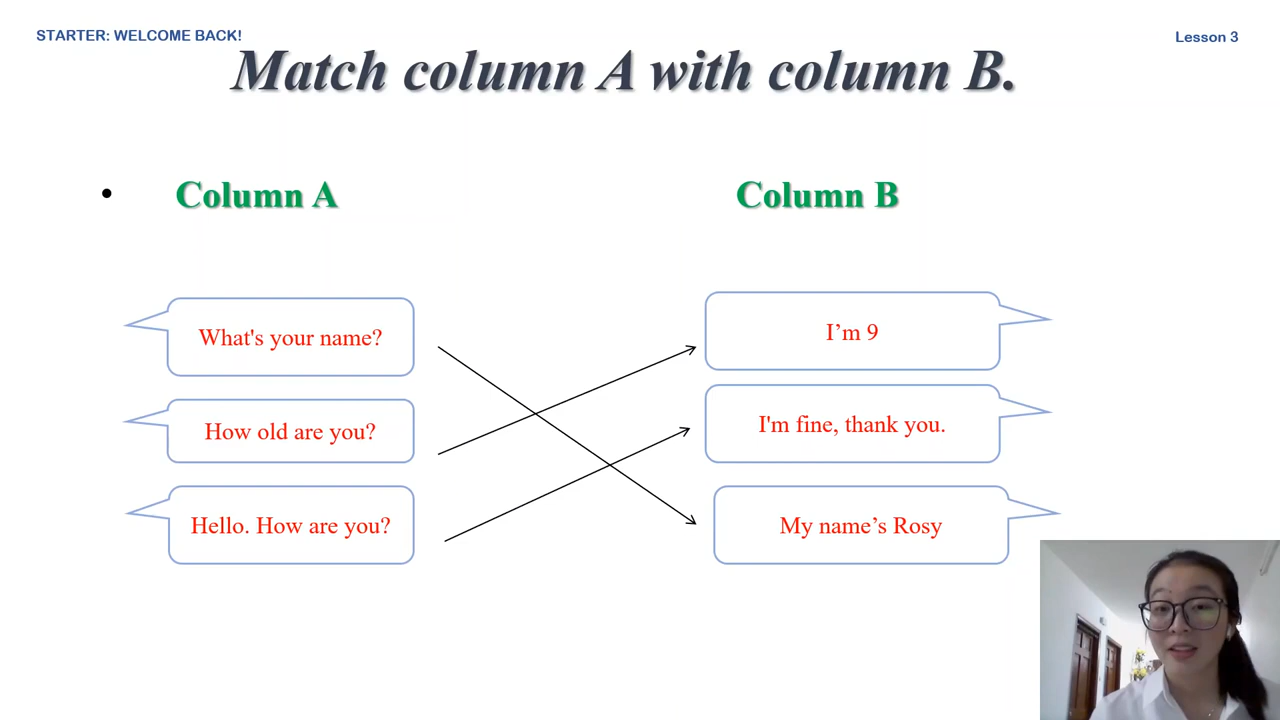 STARTER: WELCOME BACK!
Lesson 3
Match column A with column B.
• Column A
Column B
What's your name?
I’m 9
How old are you?
I'm fine, thank you.
Hello. How are you?
My name’s Rosy